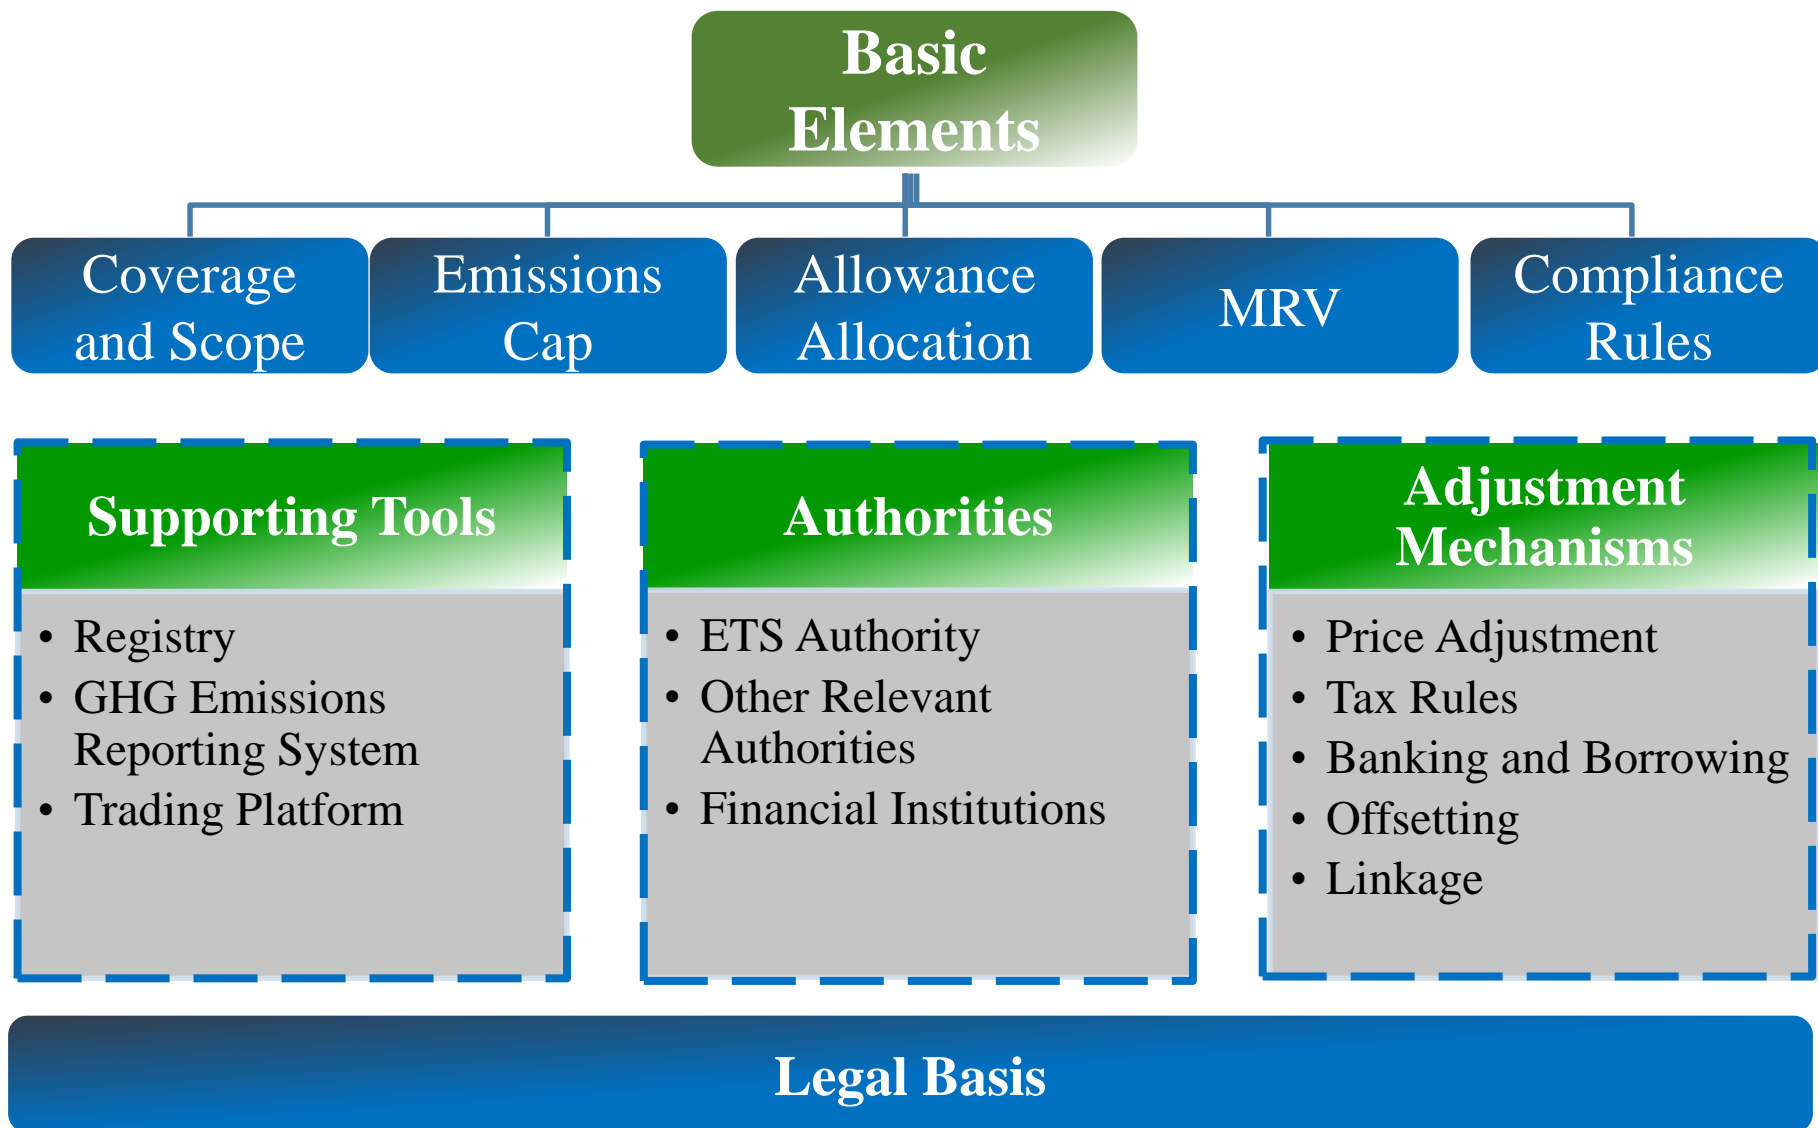 Basic
Elements
Coverage
and Scope
Emissions
Cap
Allowance
Allocation
MRV
Compliance
Rules
Supporting Tools
• Registry
• GHG Emissions
Reporting System
• Trading Platform
Authorities
• ETS Authority
• Other Relevant
Authorities
• Financial Institutions
Adjustment
Mechanisms
• Price Adjustment
• Tax Rules
• Banking and Borrowing
• Offsetting
• Linkage
Legal Basis